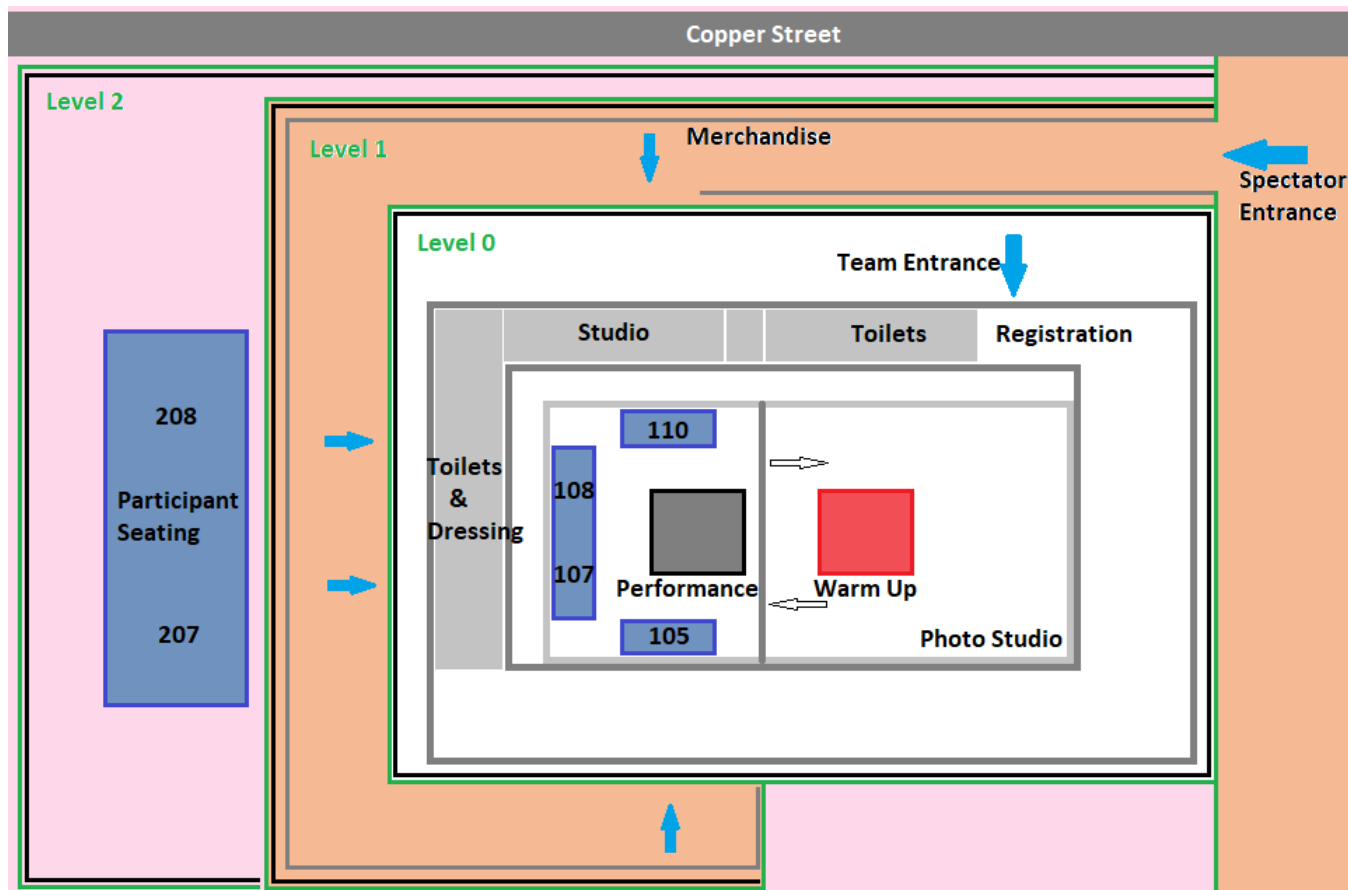 Copper Street
Level 2
Level 1
Merchandise
Spectator
Entrance
Level 0
Team Entrance
Studio
Toilets
Registration
208
Participant
Seating
207
Toilets
&
Dressing
110
108
107
Performance
Warm Up
105
Photo Studio